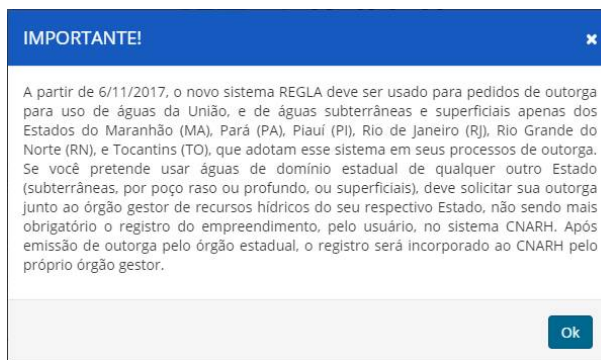 IMPORTANTE!
A partir de 6/11/2017, o novo sistema REGLA deve ser usado para pedidos de outorga
para uso de águas da União, e de águas subterrâneas e superficiais apenas dos
Estados do Maranhão (MA), Pará (PA), Piauí (PI), Rio de Janeiro (RJ), Rio Grande do
Norte (RN), e Tocantins (TO), que adotam esse sistema em seus processos de outorga.
Se você pretende usar águas de domínio estadual de qualquer outro Estado
(subterrâneas, por poço raso ou profundo, ou superficiais), deve solicitar sua outorga
junto ao órgão gestor de recursos hídricos do seu respectivo Estado, não sendo mais
obrigatório o registro do empreendimento, pelo usuário, no sistema CNARH. Após
emissão de outorga pelo órgão estadual, o registro será incorporado ao CNARH pelo
próprio órgão gestor.
Ok